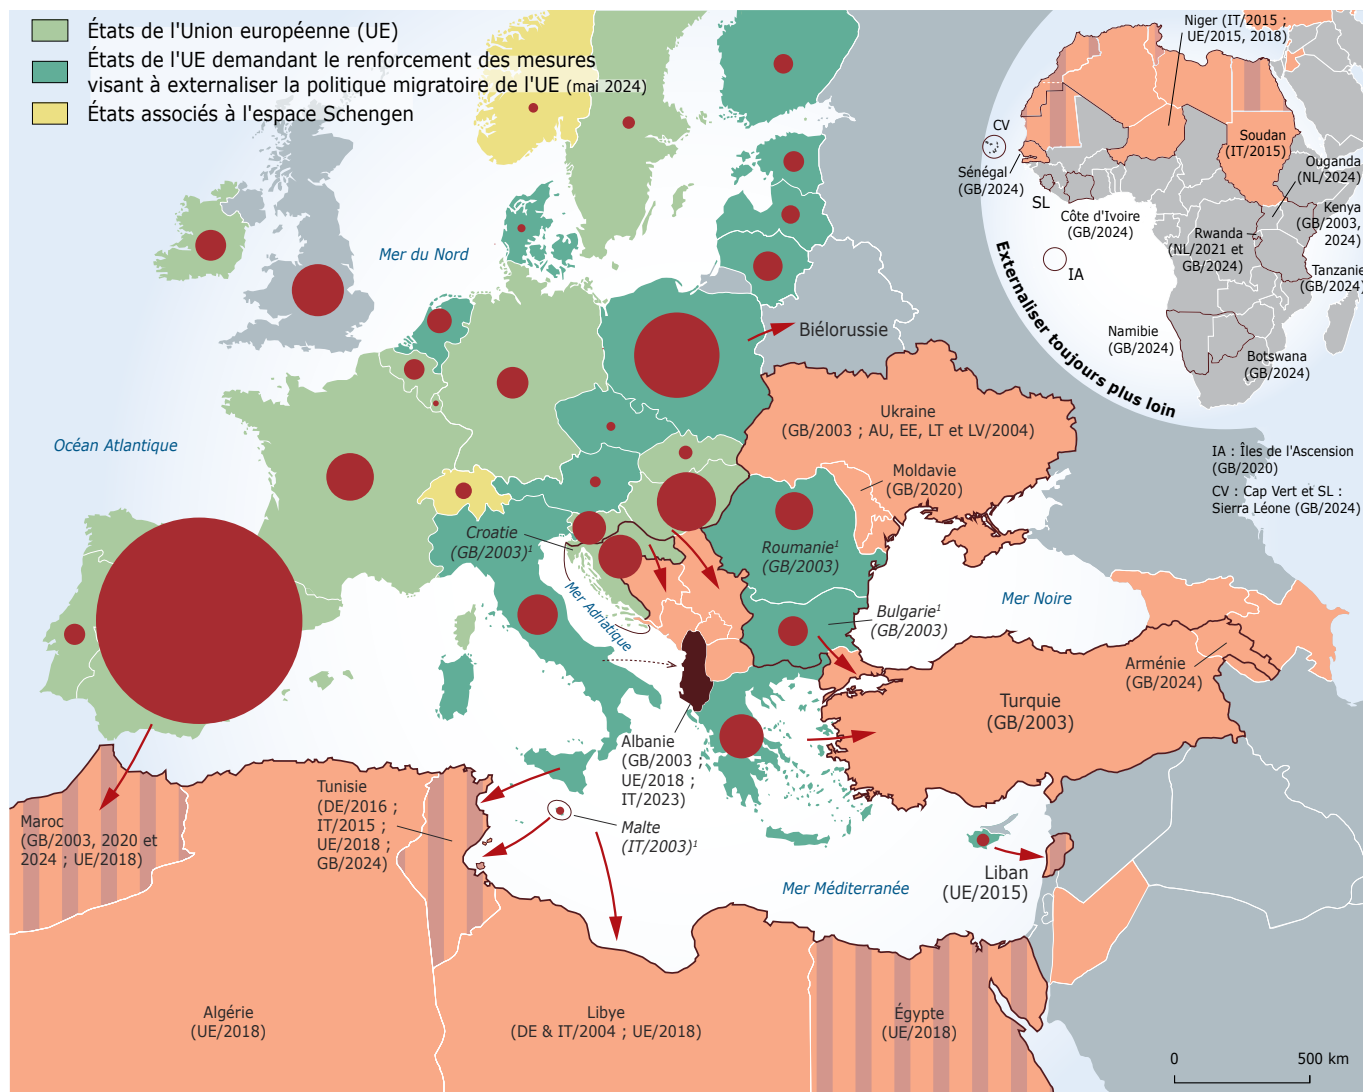 États de l'Union européenne (UE)
États de l'UE demandant le renforcement des mesures
visant à externaliser la politique migratoire de l'UE (mai 2024)
États associés à l'espace Schengen
Niger (IT/2015 ;
UE/2015, 2018)
Soudan
(IT/2015)
CV
Sénégal
(GB/2024)
SL
Ouganda
(NL/2024)
Côte d'Ivoire
(GB/2024)
Kenya
(GB/2003,
2024)
Rwanda
(NL/2021 et
GB/2024)
IA
Tanzanie
(GB/2024)
Namibie
(GB/2024)
Botswana
(GB/2024)
Externaliser toujours plus loin
IA : Îles de l'Ascension
(GB/2020)
CV : Cap Vert et SL :
Sierra Léone (GB/2024)
Mer du Nord
Biélorussie
Océan Atlantique
Ukraine
(GB/2003 ; AU, EE, LT et LV/2004)
Moldavie
(GB/2020)
Croatie
(GB/2003)¹
Roumanie¹
(GB/2003)
Mer Adriatique
Bulgarie¹
(GB/2003)
Mer Noire
Arménie
(GB/2024)
Turquie
(GB/2003)
Albanie
(GB/2003 ;
UE/2018 ;
IT/2023)
Tunisie
(DE/2016 ;
IT/2015 ;
UE/2018 ;
GB/2024)
Maroc
(GB/2003, 2020 et
2024 ; UE/2018)
Malte
(IT/2003)¹
Liban
(UE/2015)
Mer Méditerranée
Algérie
(UE/2018)
Libye
(DE & IT/2004 ; UE/2018)
Égypte
(UE/2018)
0 500 km